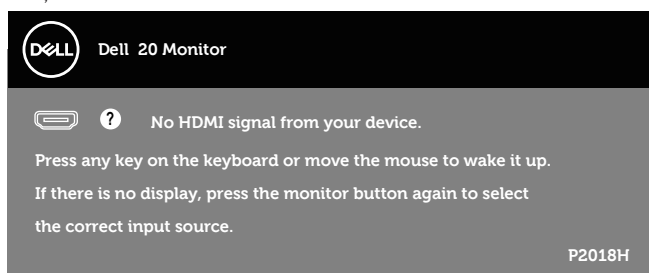 DELL Dell 20 Monitor
? No HDMI signal from your device.
Press any key on the keyboard or move the mouse to wake it up.
If there is no display, press the monitor button again to select
the correct input source.
P2018H